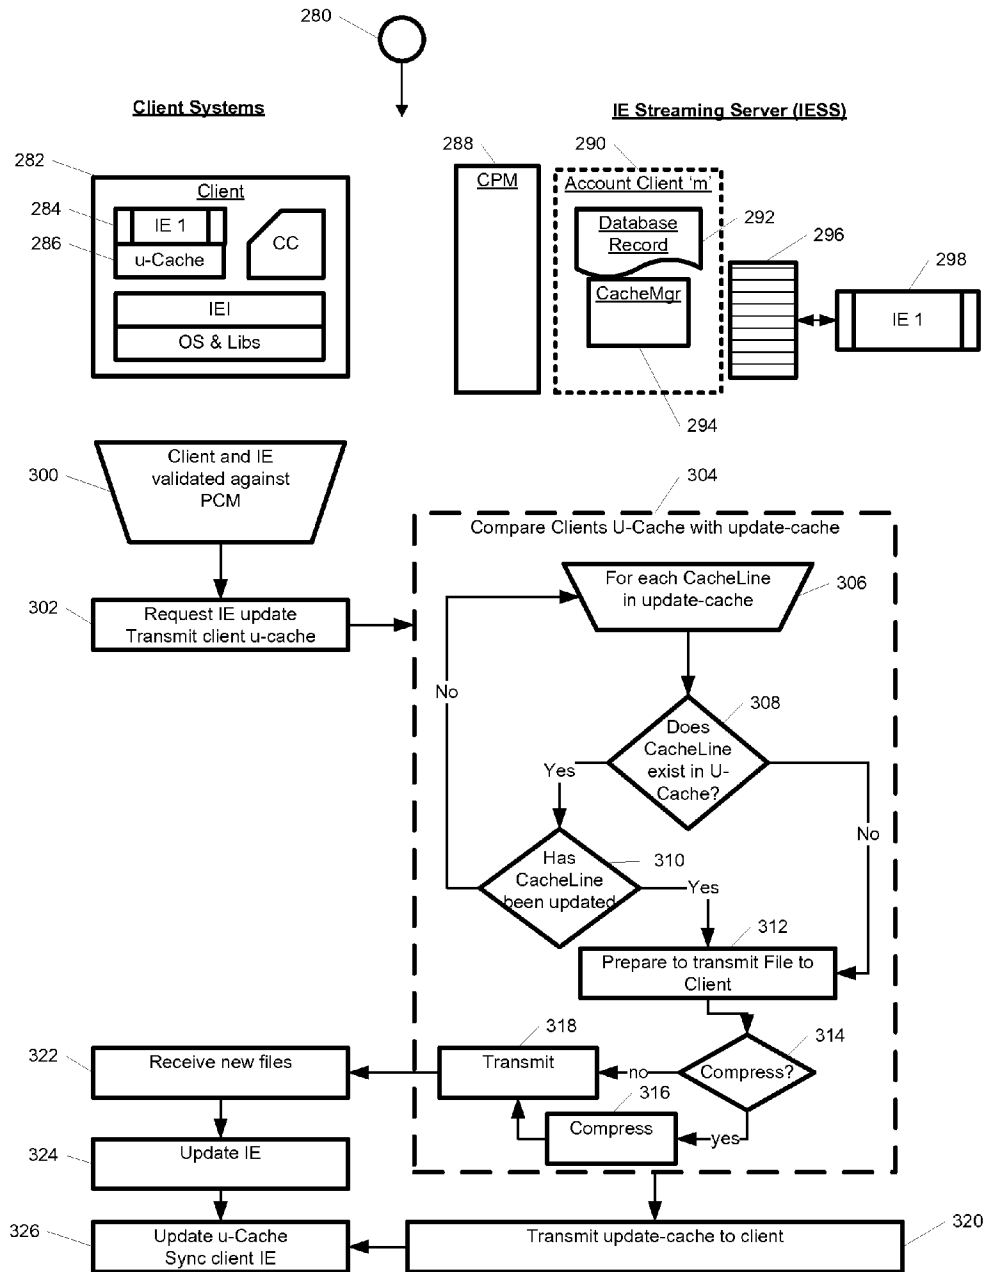 280
Client Systems
IE Streaming Server (IESS)
282
Client
284
IE 1
286
u-Cache
CC
IEI
OS & Libs
288
CPM
290
Account Client 'm'
Database
Record
292
CacheMgr
294
296
298
IE 1
300
Client and IE
validated against
PCM
302
Request IE update
Transmit client u-cache
304
Compare Clients U-Cache with update-cache
For each CacheLine
in update-cache
306
No
308
Does
CacheLine
exist in U-
Cache?
Yes
No
310
Has
CacheLine
been updated
Yes
312
Prepare to transmit File to
Client
314
Compress?
no
318
Transmit
316
Compress
yes
322
Receive new files
324
Update IE
326
Update u-Cache
Sync client IE
320
Transmit update-cache to client